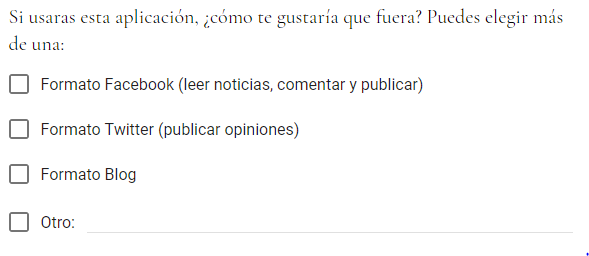 Si usaras esta aplicación, ¿cómo te gustaría que fuera? Puedes elegir más
de una:
Formato Facebook (leer noticias, comentar y publicar)
Formato Twitter (publicar opiniones)
Formato Blog
Otro: